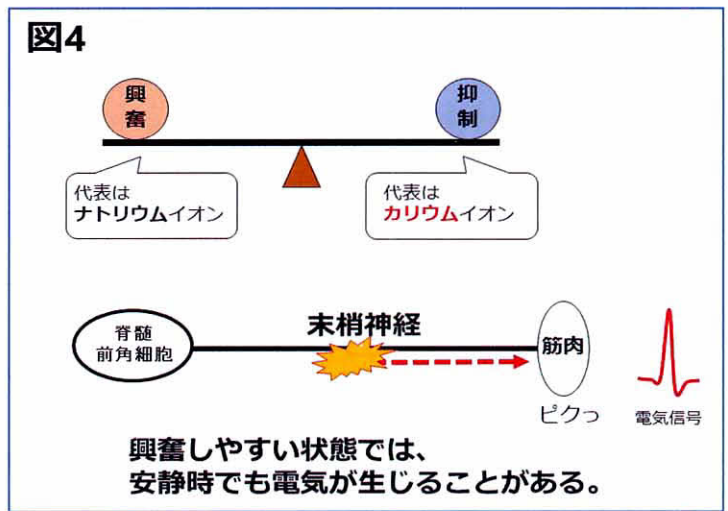 図4
興
奮
抑
制
代表は
ナトリウムイオン
代表は
カリウムイオン
末梢神経
脊髄
前角細胞
筋肉
ピクっ
電気信号
興奮しやすい状態では、
安静時でも電気が生じることがある。